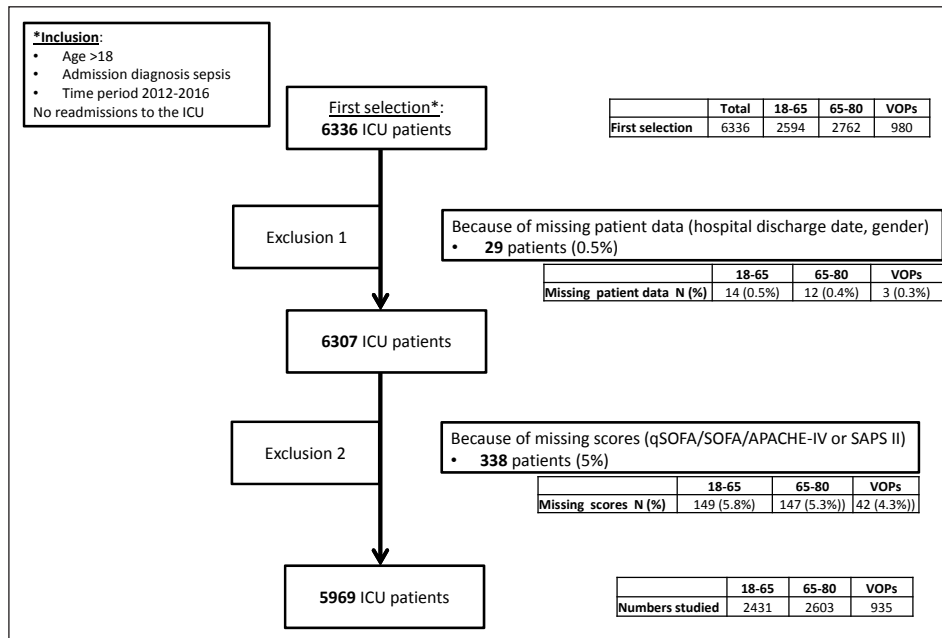 *Inclusion:
• Age >18
• Admission diagnosis sepsis
• Time period 2012-2016
No readmissions to the ICU
First selection*:
6336 ICU patients
Total 18-65 65-80 VOPs
First selection 6336 2594 2762 980
Exclusion 1
Because of missing patient data (hospital discharge date, gender)
• 29 patients (0.5%)
18-65 65-80 VOPs
Missing patient data N (%) 14 (0.5%) 12 (0.4%) 3 (0.3%)
6307 ICU patients
Exclusion 2
Because of missing scores (qSOFA/SOFA/APACHE-IV or SAPS II)
• 338 patients (5%)
18-65 65-80 VOPs
Missing scores N (%) 149 (5.8%) 147 (5.3%)) 42 (4.3%))
5969 ICU patients
18-65 65-80 VOPs
Numbers studied 2431 2603 935